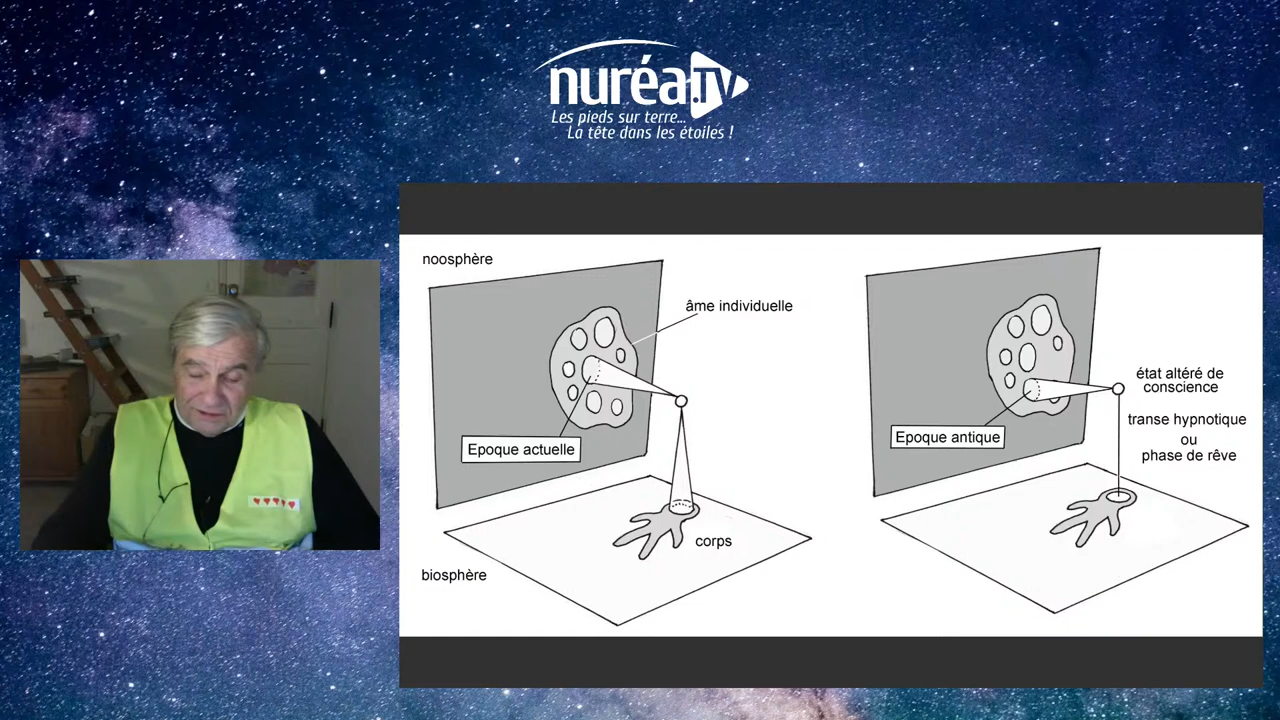 nuréa.TV
Les pieds sur terre...
La tête dans les étoiles !
noosphère
âme individuelle
Epoque actuelle
corps
biosphère
état altéré de
conscience
Epoque antique
transe hypnotique
ou
phase de rêve